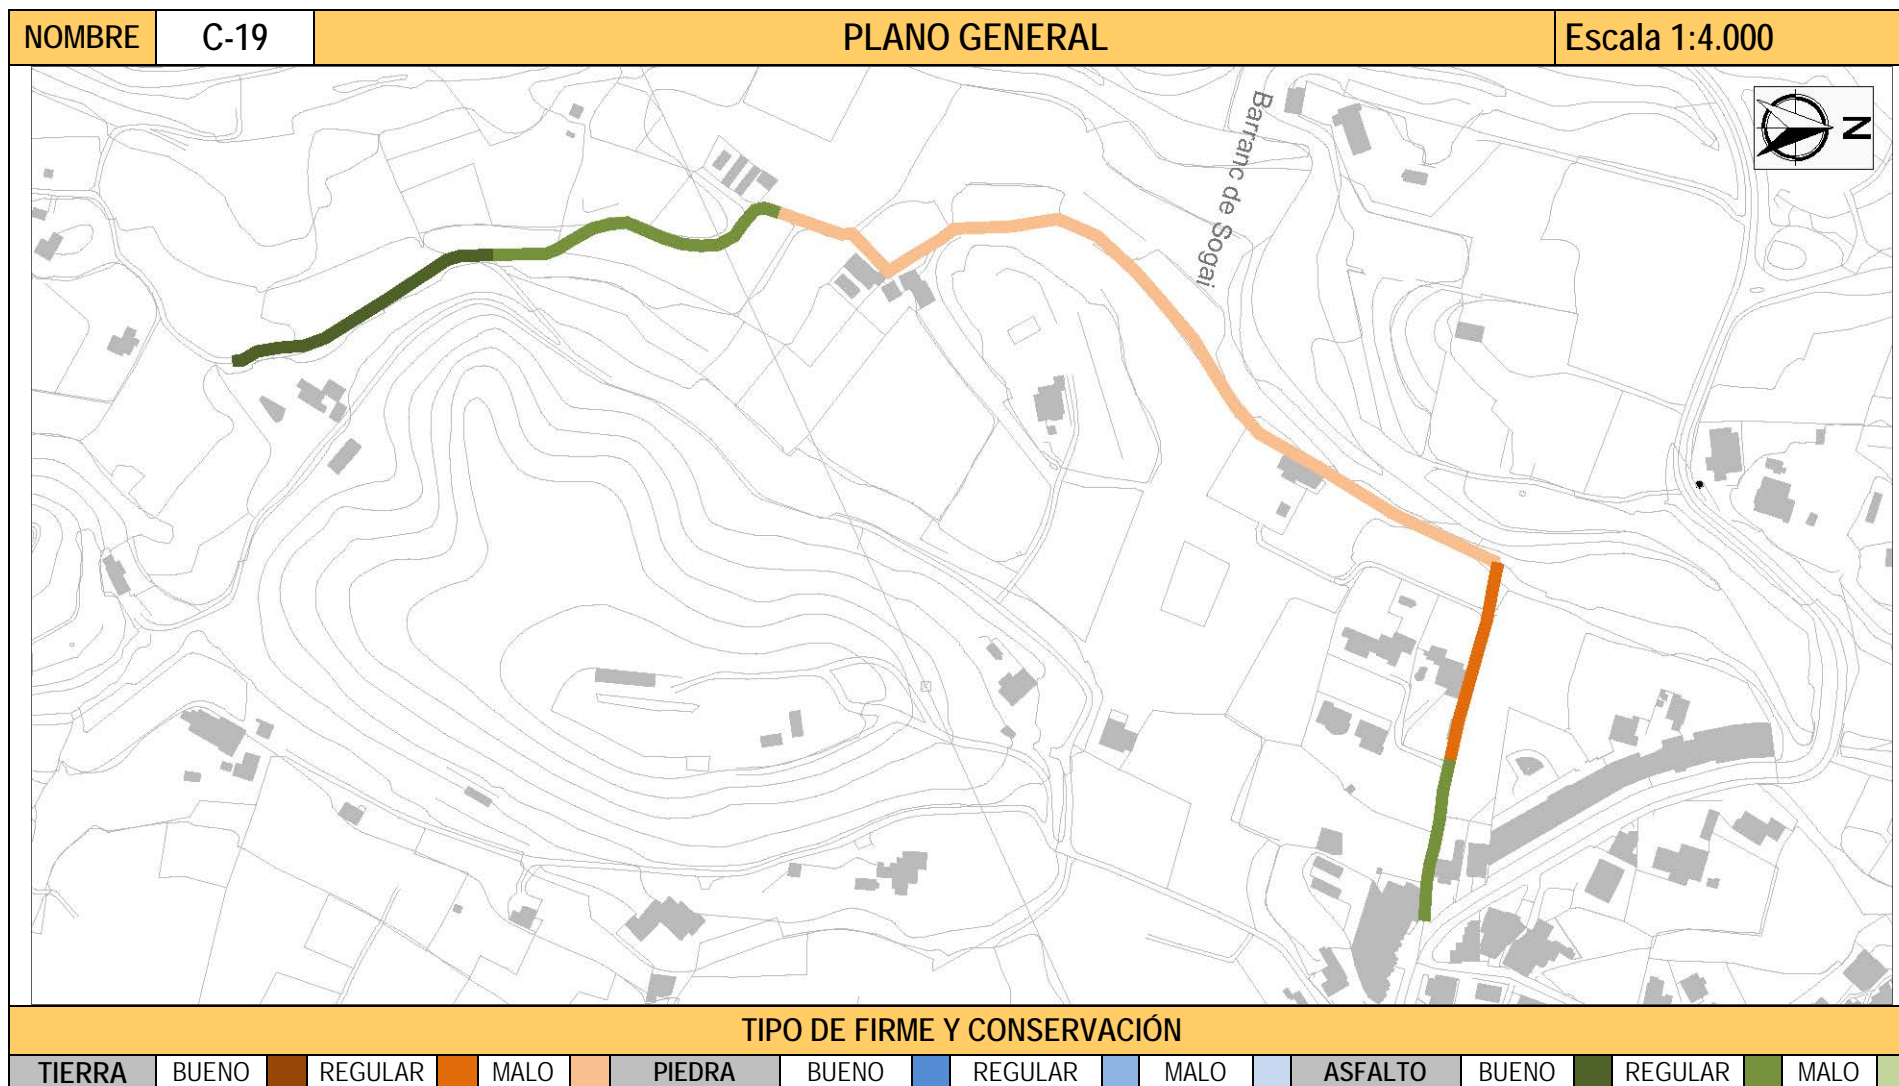 NOMBRE C-19 PLANO GENERAL Escala 1:4.000
N
Barranc de Sogai
TIPO DE FIRME Y CONSERVACIÓN
TIERRA BUENO REGULAR MALO PIEDRA BUENO REGULAR MALO ASFALTO BUENO REGULAR MALO